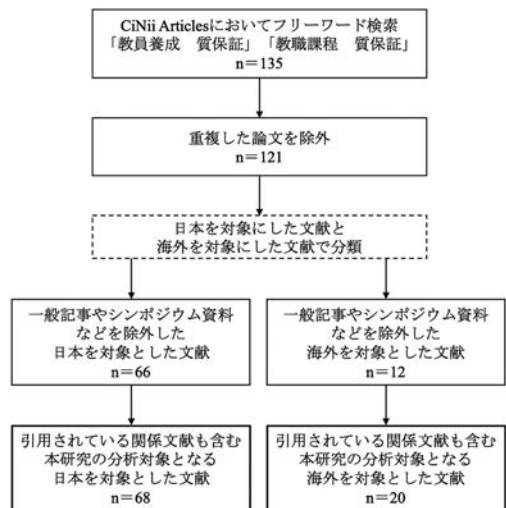 CiNii Articlesにおいてフリーワード検索
「教員養成　質保証」「教職課程　質保証」
n＝135
重複した論文を除外
n＝121
日本を対象にした文献と
海外を対象にした文献で分類
一般記事やシンポジウム資料
などを除外した
日本を対象とした文献
n＝66
一般記事やシンポジウム資料
などを除外した
海外を対象とした文献
n＝12
引用されている関係文献も含む
本研究の分析対象となる
日本を対象とした文献
n＝68
引用されている関係文献も含む
本研究の分析対象となる
海外を対象とした文献
n＝20